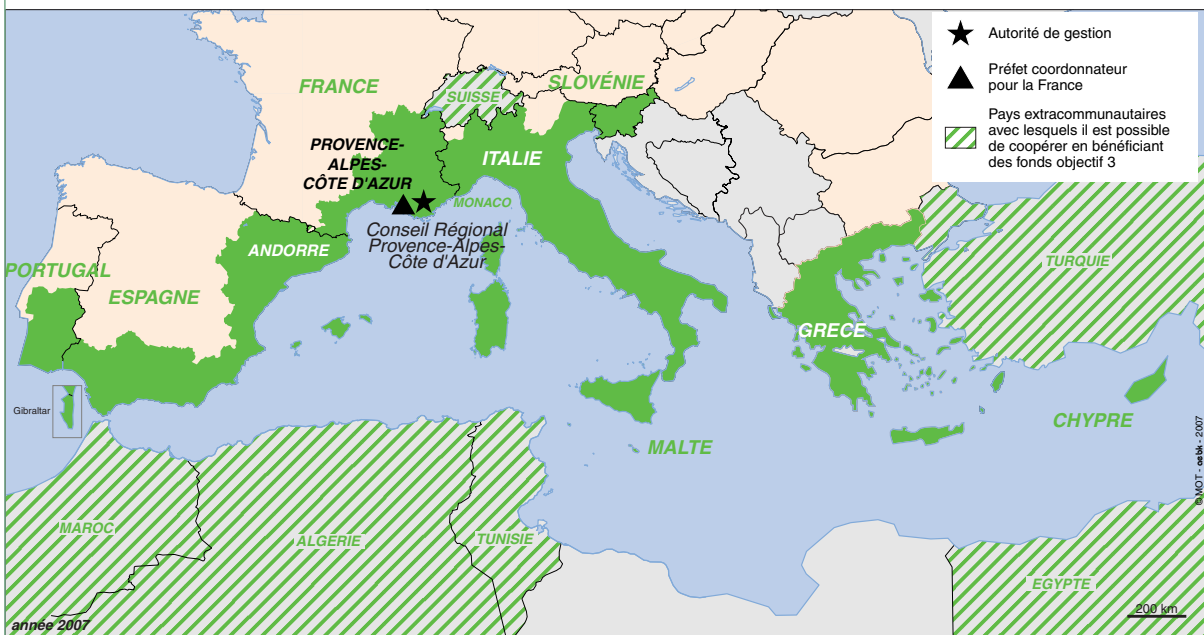 Autorité de gestion
Préfet coordonnateur
pour la France
Pays extracommunautaires
avec lesquels il est possible
de coopérer en bénéficiant
des fonds objectif 3
FRANCE
SUISSE
SLOVÉNIE
PROVENCE-
ALPES-
CÔTE D'AZUR
ITALIE
MONACO
Conseil Régional
Provence-Alpes-
Côte d'Azur
ANDORRE
PORTUGAL
ESPAGNE
TURQUIE
GRECE
Gibraltar
CHYPRE
MALTE
MAROC
ALGÉRIE
TUNISIE
EGYPTE
200 km
année 2007
© MOT - - 2007